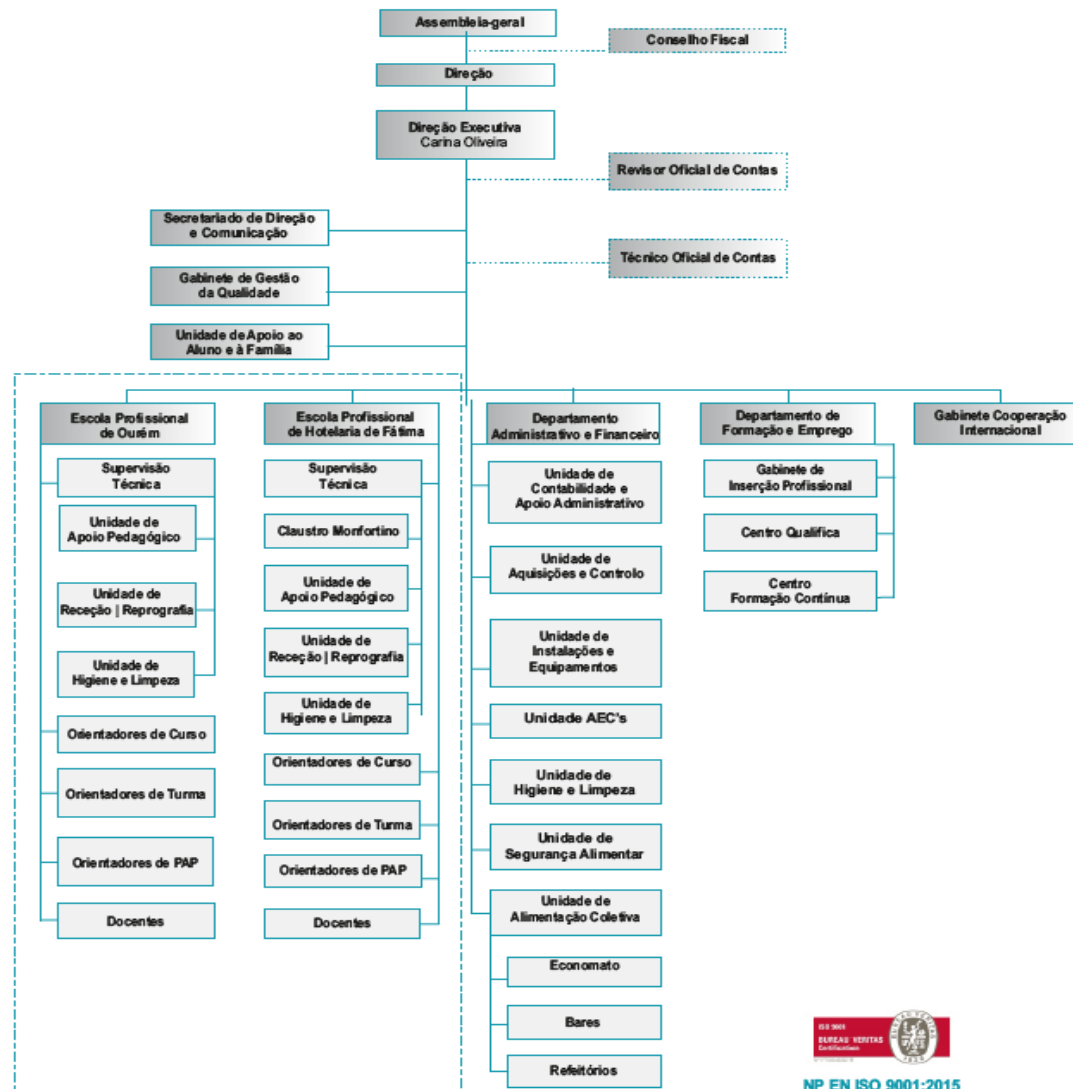 Assembleia-geral
Conselho Fiscal
Direção
Direção Executiva
Carina Oliveira
Revisor Oficial de Contas
Secretariado de Direção
e Comunicação
Técnico Oficial de Contas
Gabinete de Gestão
da Qualidade
Unidade de Apoio ao
Aluno e à Família
Escola Profissional
de Ourém
Supervisão
Técnica
Unidade de
Apoio Pedagógico
Unidade de
Receção | Reprografia
Unidade de
Higiene e Limpeza
Orientadores de Curso
Orientadores de Turma
Orientadores de PAP
Docentes
Escola Profissional
de Hotelaria de Fátima
Supervisão
Técnica
Claustro Monfortino
Unidade de
Apoio Pedagógico
Unidade de
Receção | Reprografia
Unidade de
Higiene e Limpeza
Orientadores de Curso
Orientadores de Turma
Orientadores de PAP
Docentes
Departamento
Administrativo e Financeiro
Unidade de
Contabilidade e
Apoio Administrativo
Unidade de
Aquisições e Controlo
Unidade de
Instalações e
Equipamentos
Unidade AEC's
Unidade de
Higiene e Limpeza
Unidade de
Segurança Alimentar
Unidade de
Alimentação Coletiva
Economato
Bares
Refeitórios
Departamento de
Formação e Emprego
Gabinete de
Inserção Profissional
Centro Qualifica
Centro
Formação Contínua
Gabinete Cooperação
Internacional
ISO 9001
BUREAU VERITAS
Certification
NP EN ISO 9001:2015